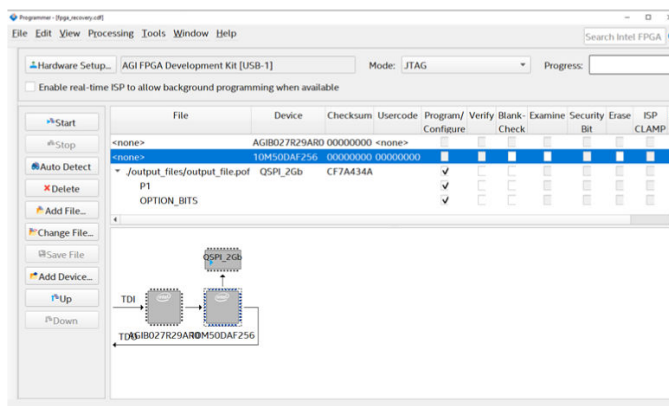 Programmer - [fpga_recovery.cdf]
File Edit View Processing Tools Window Help
Search Intel FPGA
Hardware Setup... AGI FPGA Development Kit [USB-1] Mode: JTAG Progress:
Enable real-time ISP to allow background programming when available
Start
Stop
Auto Detect
Delete
Add File...
Change File...
Save File
Add Device...
Up
Down
File Device Checksum Usercode Program/ Verify Blank- Examine Security Erase ISP
Configure Check Bit CLAMP
<none> AGIB027R29AR0 00000000 <none>
<none> 10M50DAF256 00000000 00000000
./output_files/output_file.pof QSPI_2Gb CF7A434A
P1
OPTION_BITS
QSPI_2Gb
TDI
TDO
AGIB027R29AR0
10M50DAF256